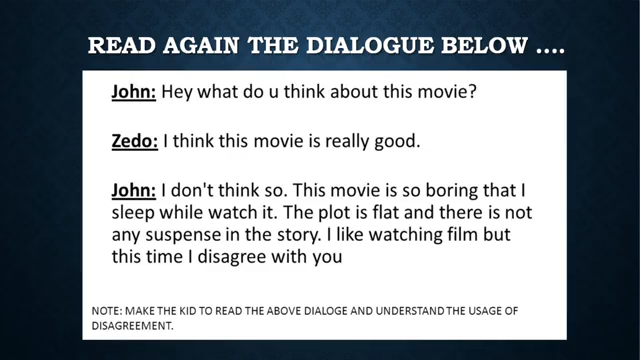 READ AGAIN THE DIALOGUE BELOW ....
John: Hey what do u think about this movie?
Zedo: I think this movie is really good.
John: I don't think so. This movie is so boring that I
sleep while watch it. The plot is flat and there is not
any suspense in the story. I like watching film but
this time I disagree with you
NOTE: MAKE THE KID TO READ THE ABOVE DIALOGE AND UNDERSTAND THE USAGE OF
DISAGREEMENT.